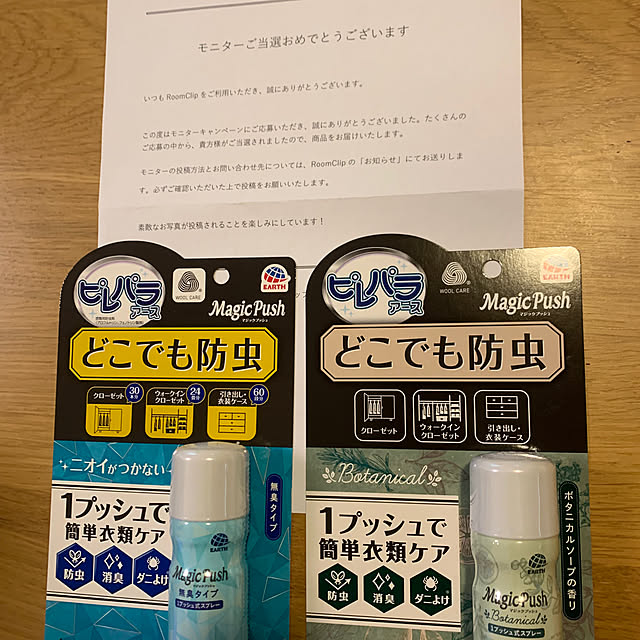 モニターご当選おめでとうございます
いつも RoomClip をご利用いただき、誠にありがとうございます。
この度はモニターキャンペーンにご応募いただき、誠にありがとうございました。たくさんの
ご応募の中から、貴方様がご当選されましたので、商品をお届けいたします。
モニターの投稿方法とお問い合わせ先については、RoomClip の「お知らせ」にてお送りしま
す。必ずご確認いただいた上で投稿をお願いいたします。
素敵なお写真が投稿されることを楽しみにしています！
ピレパラ
アース
WOOL CARE
EARTH
Magic Push
マジックプッシュ
どこでも防虫
クローゼット
30
本分
ウォークイン
クローゼット
24
引き出し・
衣装ケース
60
回分
ニオイがつかない
無臭タイプ
1プッシュで
簡単衣類ケア
防虫
消臭
ダニよけ
EARTH
Magic Push
マジックプッシュ
無臭タイプ
1プッシュ式スプレー
ピレパラ
アース
WOOL CARE
EARTH
Magic Push
マジックプッシュ
どこでも防虫
クローゼット
ウォークイン
クローゼット
引き出し・
衣装ケース
Botanical
ボタニカルソープの香り
1プッシュで
簡単衣類ケア
防虫
消臭
ダニよけ
EARTH
Magic Push
マジックプッシュ
Botanical
1プッシュ式スプレー